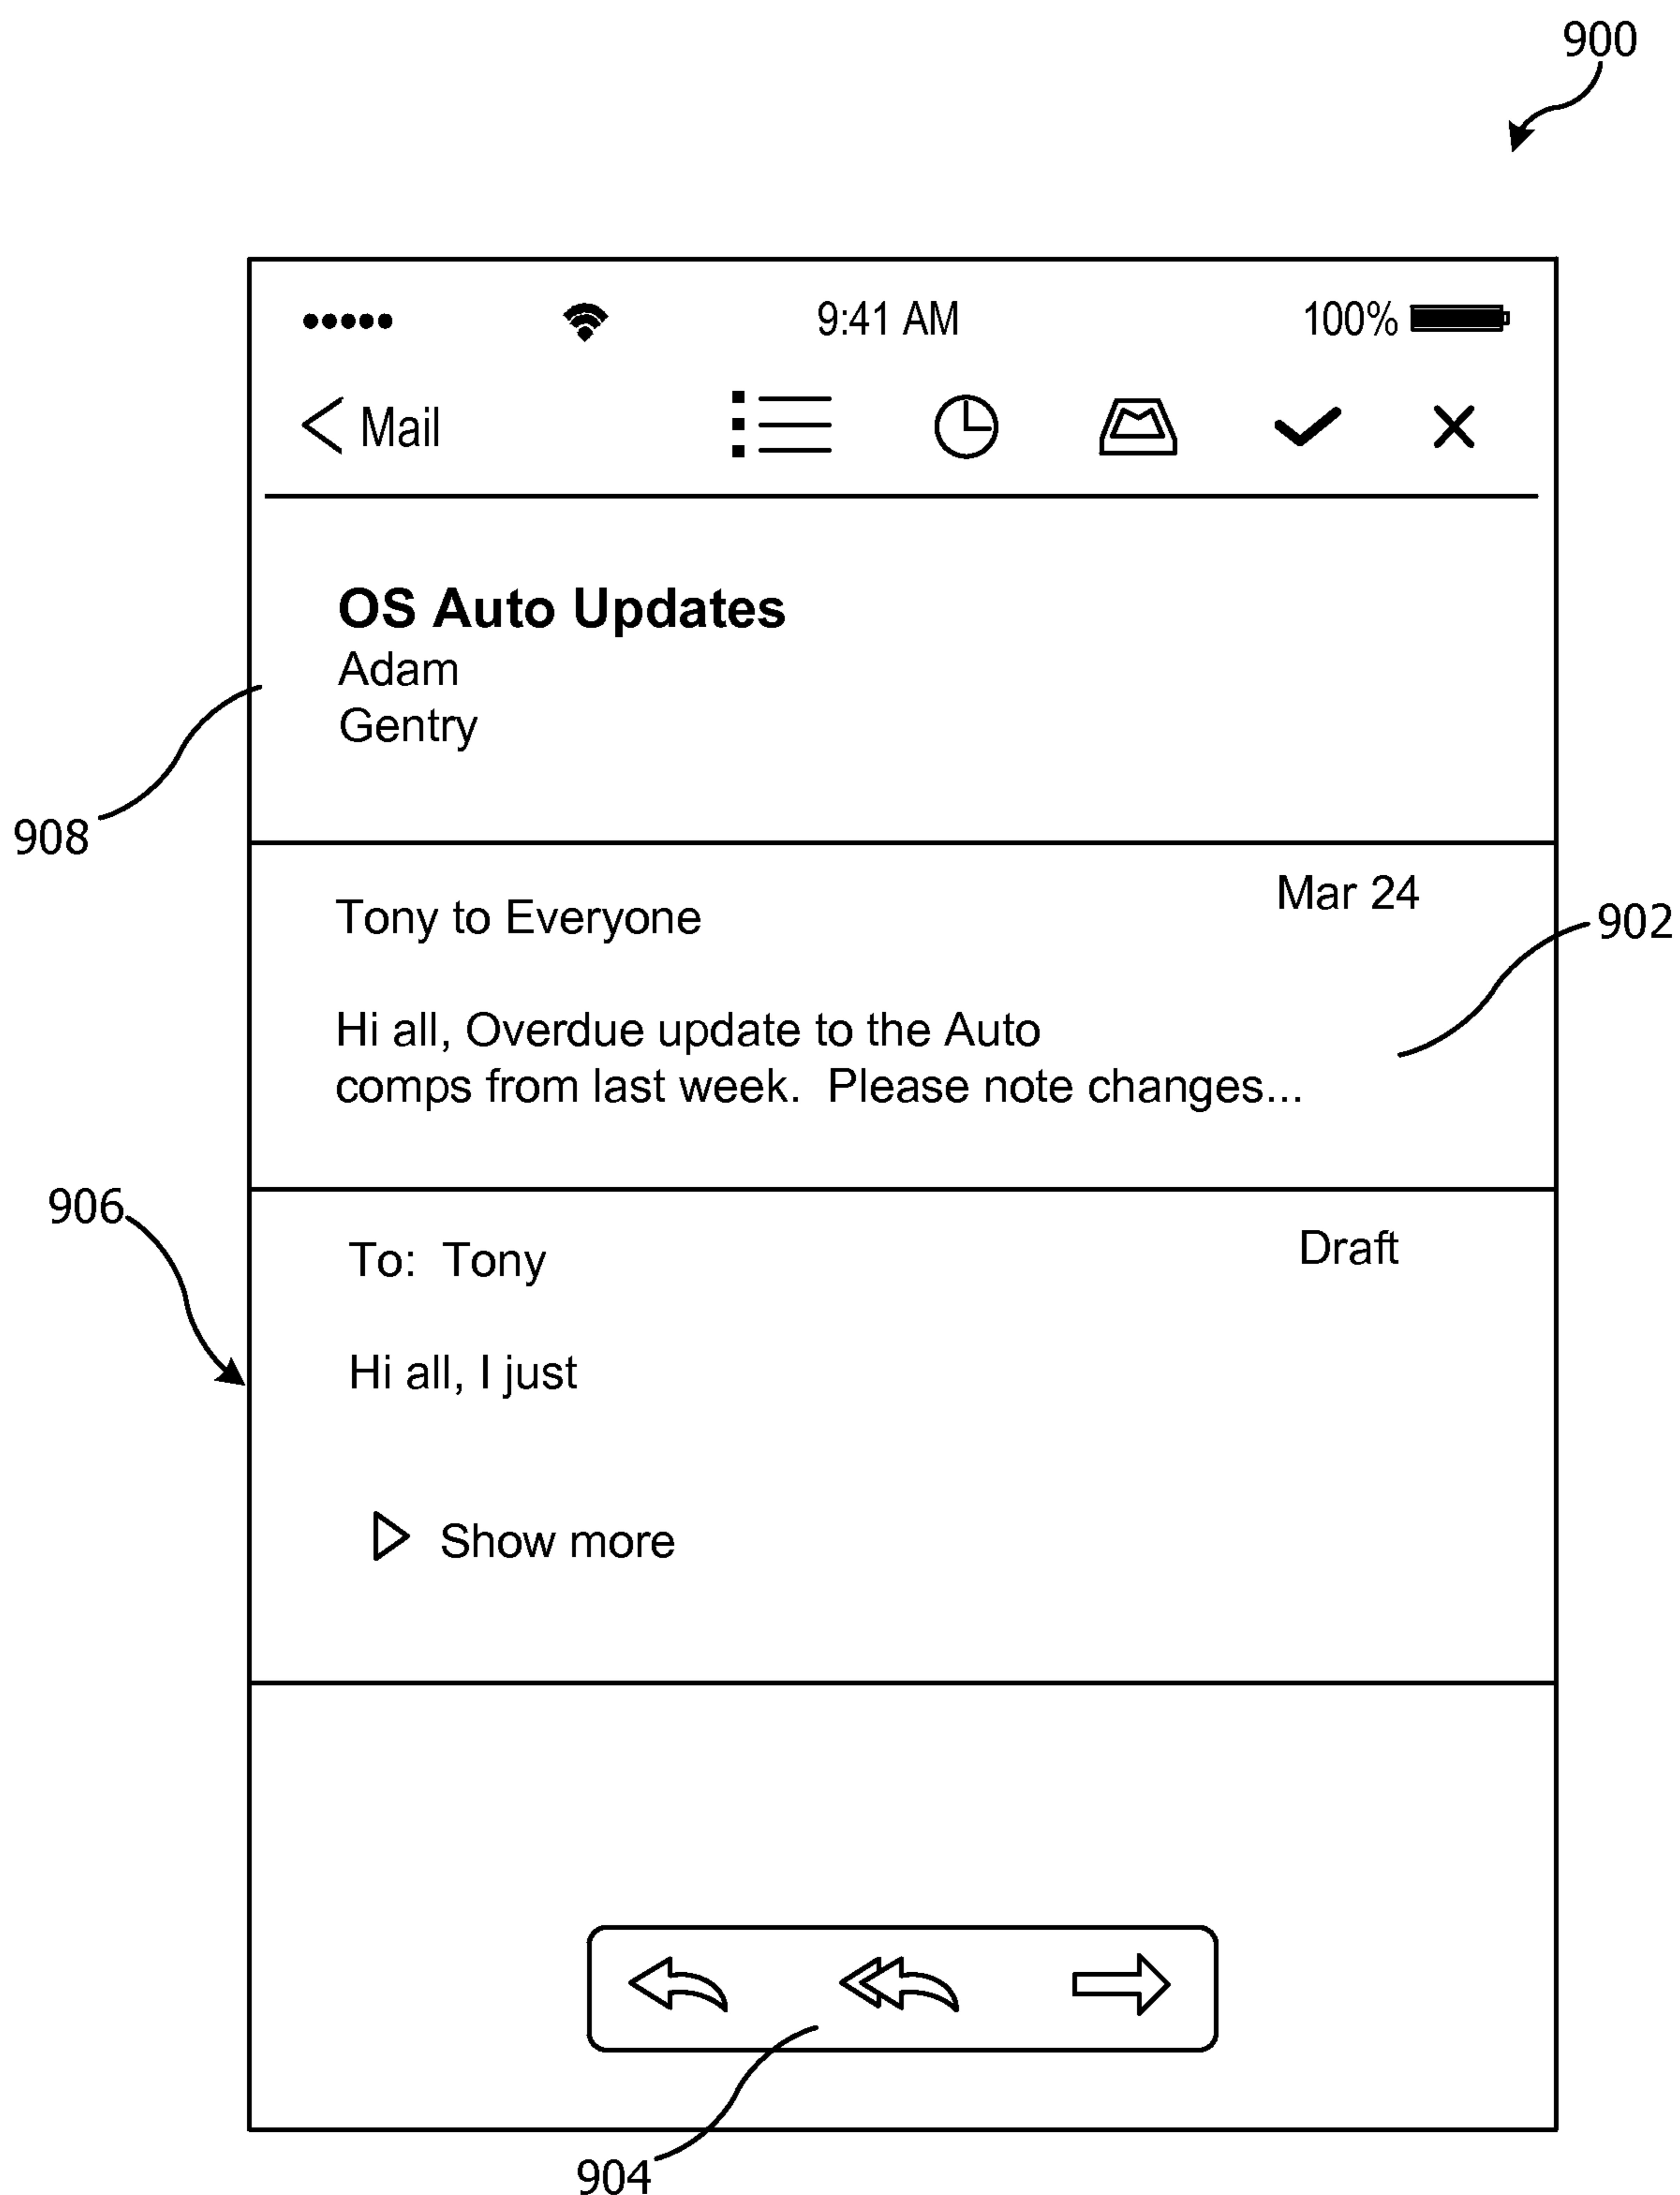 900
9:41 AM 100%
Mail
OS Auto Updates
Adam
Gentry
908
Mar 24
Tony to Everyone
902
Hi all, Overdue update to the Auto
comps from last week. Please note changes...
906
Draft
To: Tony
Hi all, I just
Show more
904